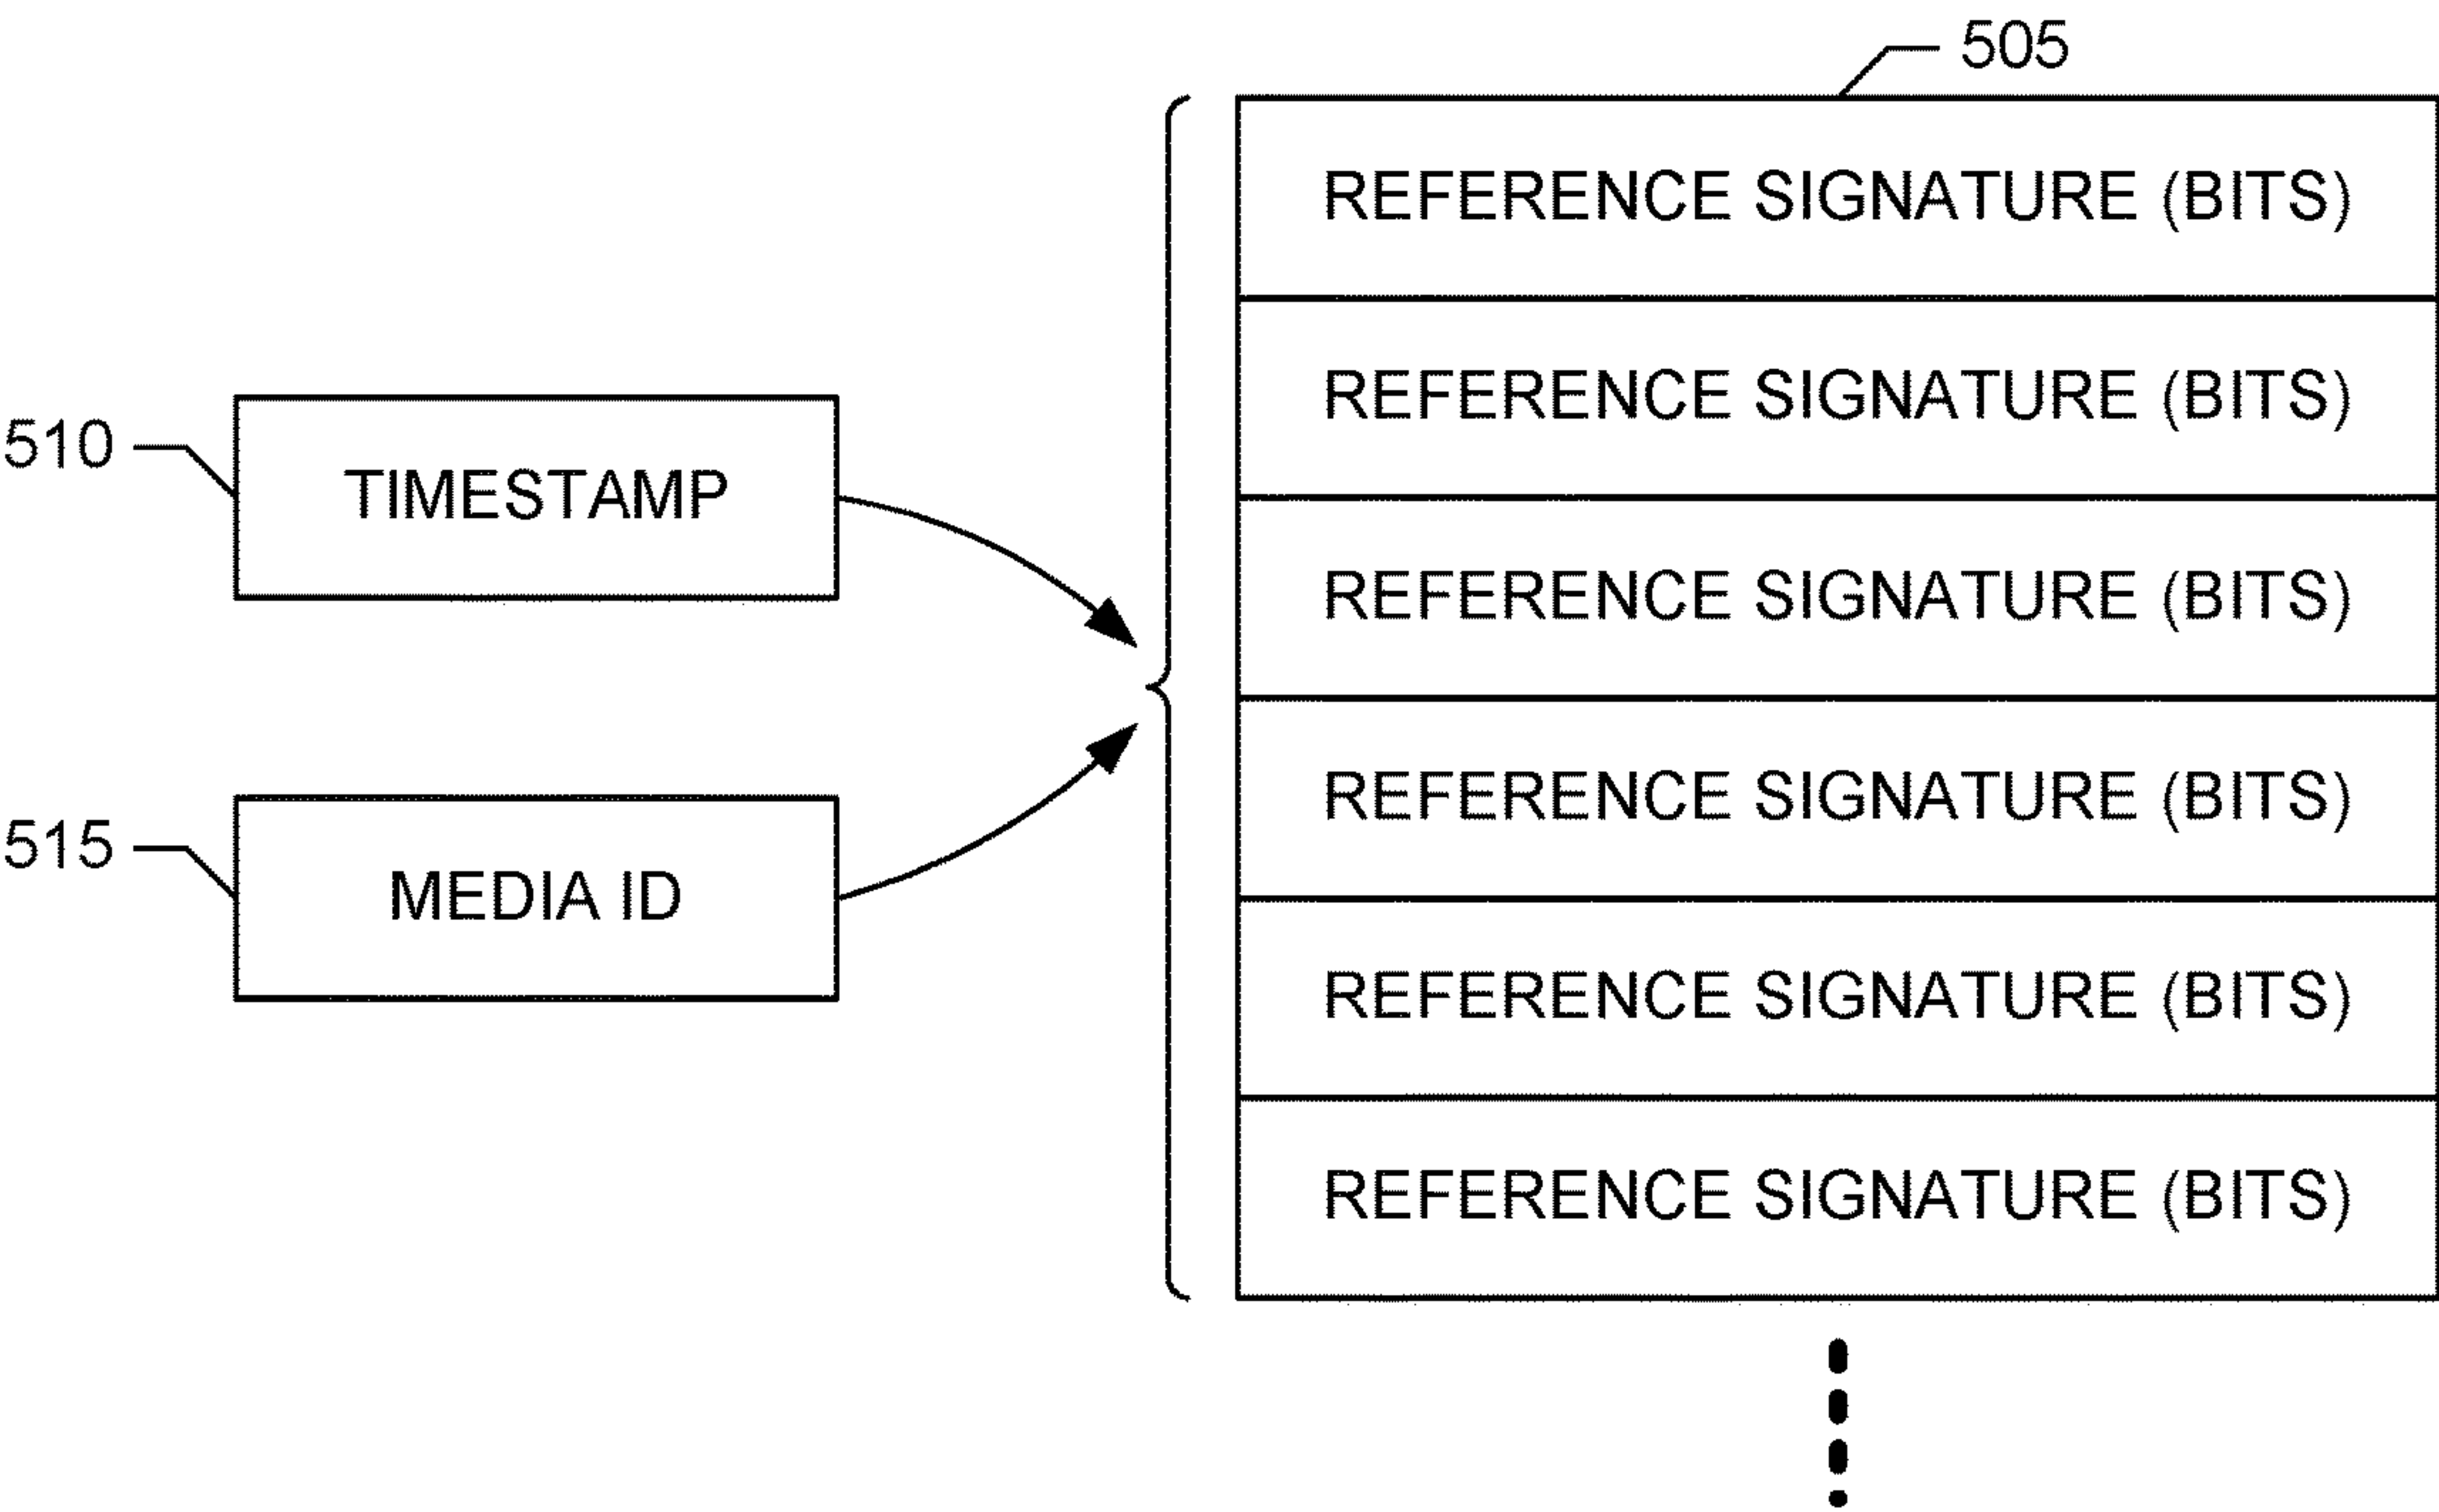 505
REFERENCE SIGNATURE (BITS)
REFERENCE SIGNATURE (BITS)
510
TIMESTAMP
REFERENCE SIGNATURE (BITS)
REFERENCE SIGNATURE (BITS)
515
MEDIA ID
REFERENCE SIGNATURE (BITS)
REFERENCE SIGNATURE (BITS)